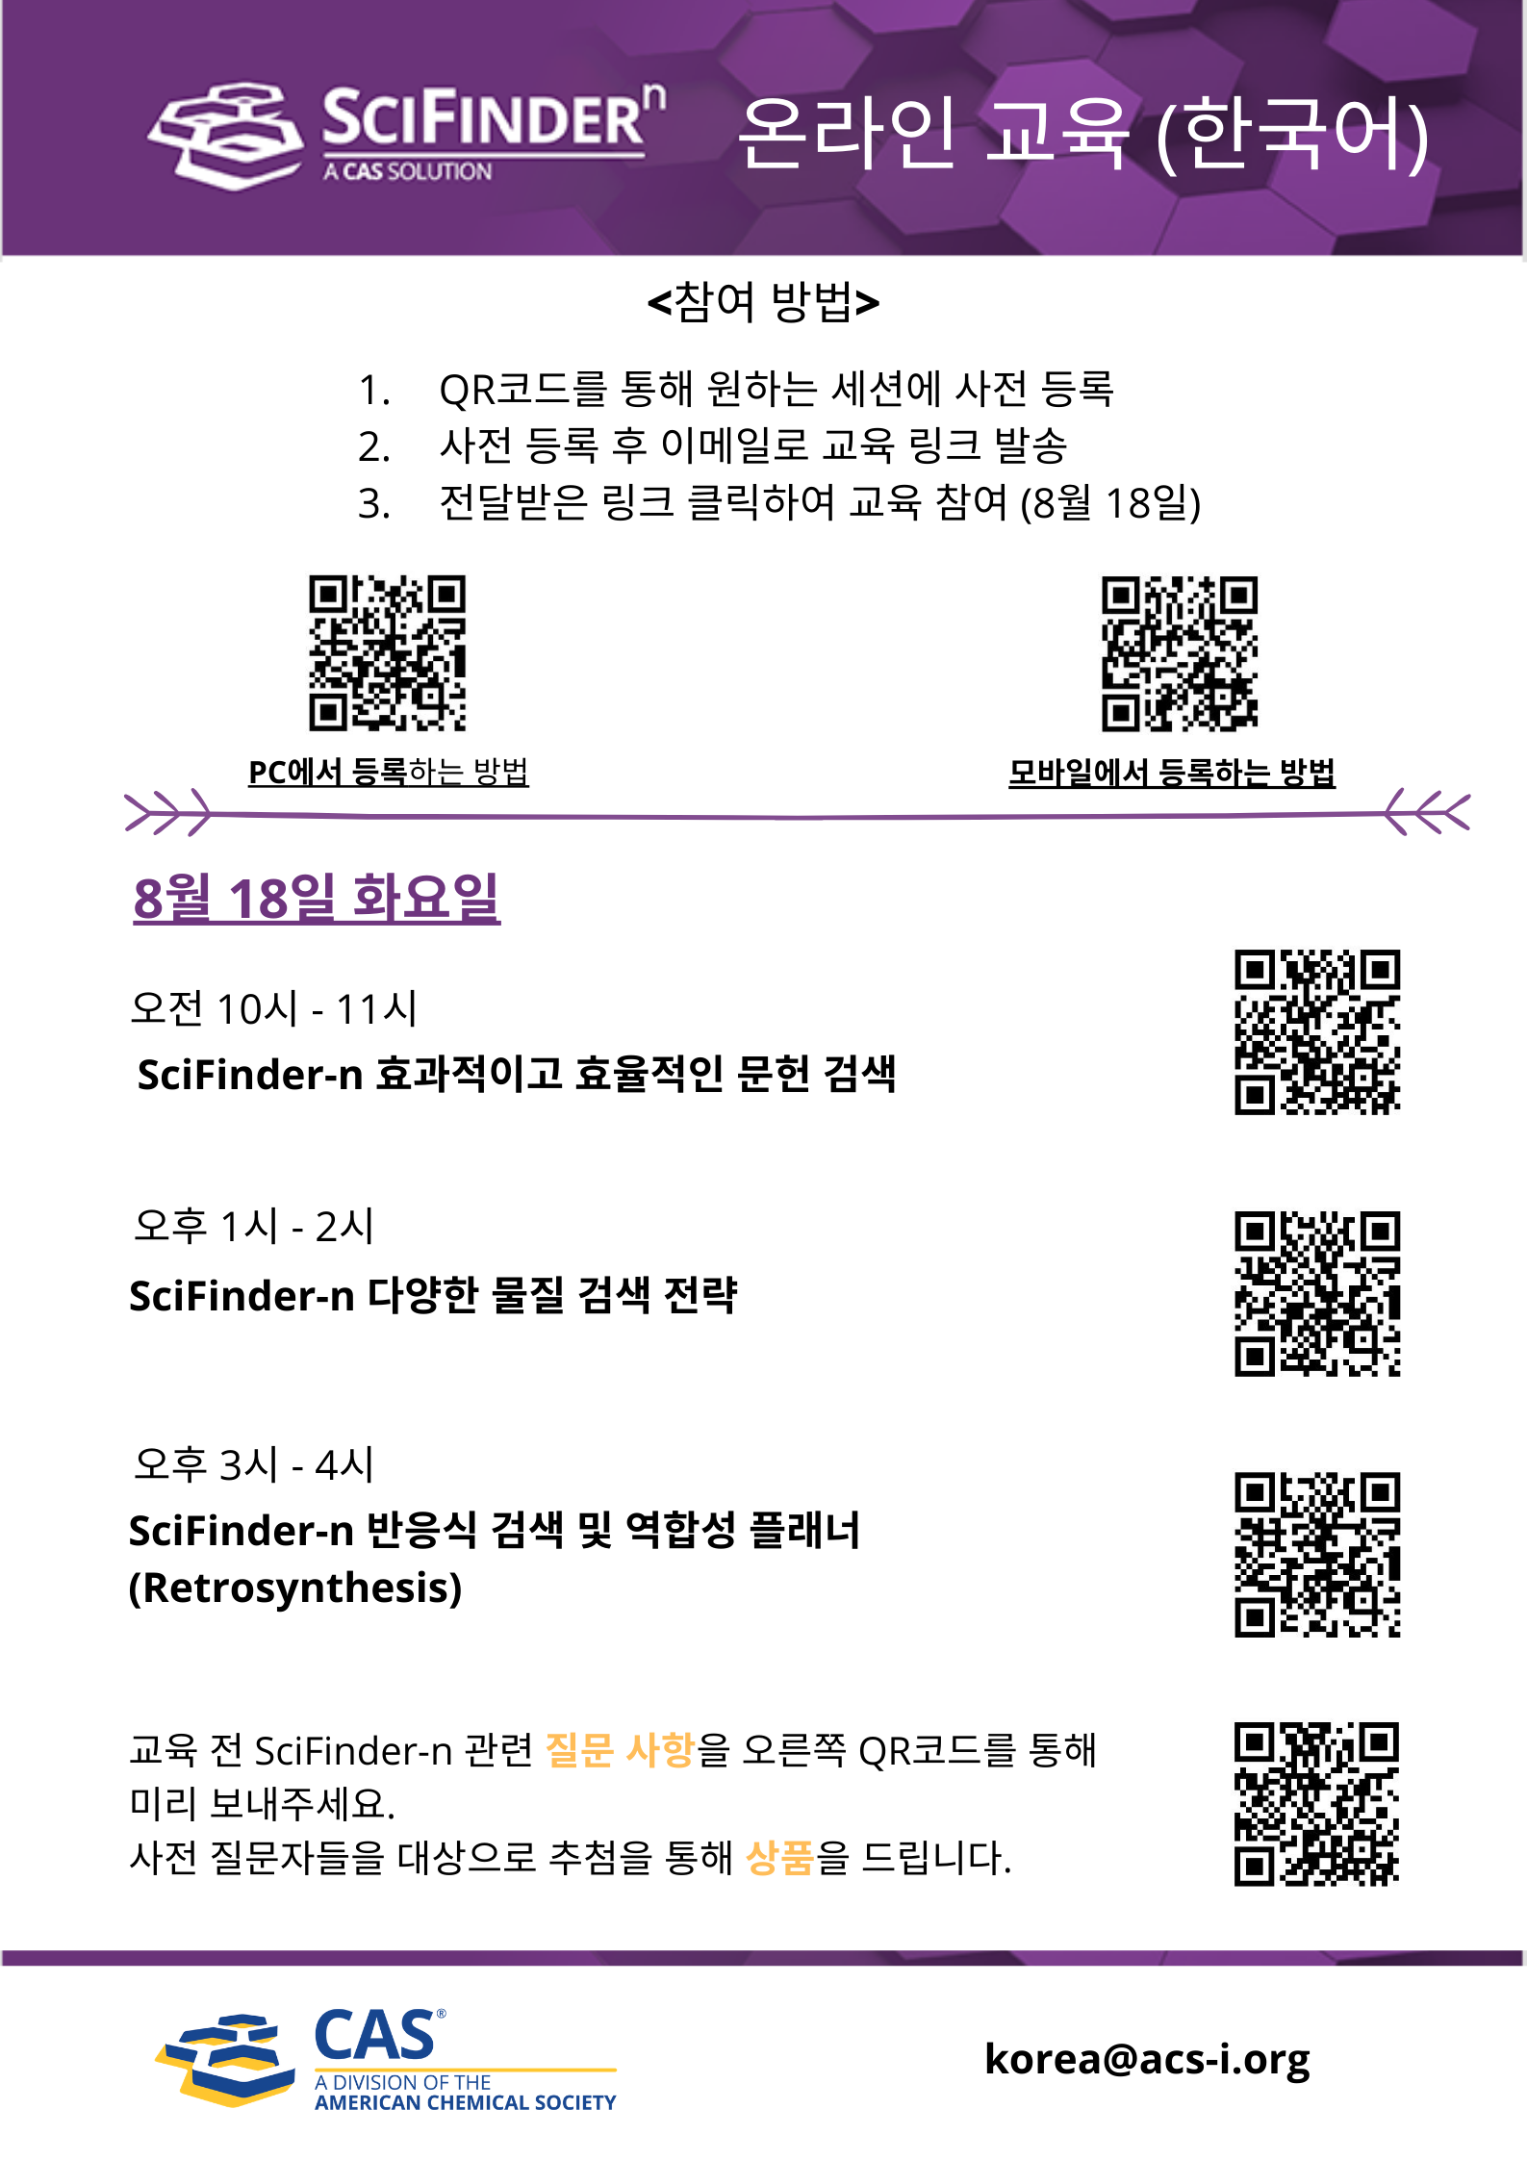 SCIFINDERⁿ
A CAS SOLUTION
온라인 교육 (한국어)
<참여 방법>
1. QR코드를 통해 원하는 세션에 사전 등록
2. 사전 등록 후 이메일로 교육 링크 발송
3. 전달받은 링크 클릭하여 교육 참여 (8월 18일)
PC에서 등록하는 방법
모바일에서 등록하는 방법
8월 18일 화요일
오전 10시 - 11시
SciFinder-n 효과적이고 효율적인 문헌 검색
오후 1시 - 2시
SciFinder-n 다양한 물질 검색 전략
오후 3시 - 4시
SciFinder-n 반응식 검색 및 역합성 플래너
(Retrosynthesis)
교육 전 SciFinder-n 관련 질문 사항을 오른쪽 QR코드를 통해
미리 보내주세요.
사전 질문자들을 대상으로 추첨을 통해 상품을 드립니다.
CAS®
A DIVISION OF THE
AMERICAN CHEMICAL SOCIETY
korea@acs-i.org